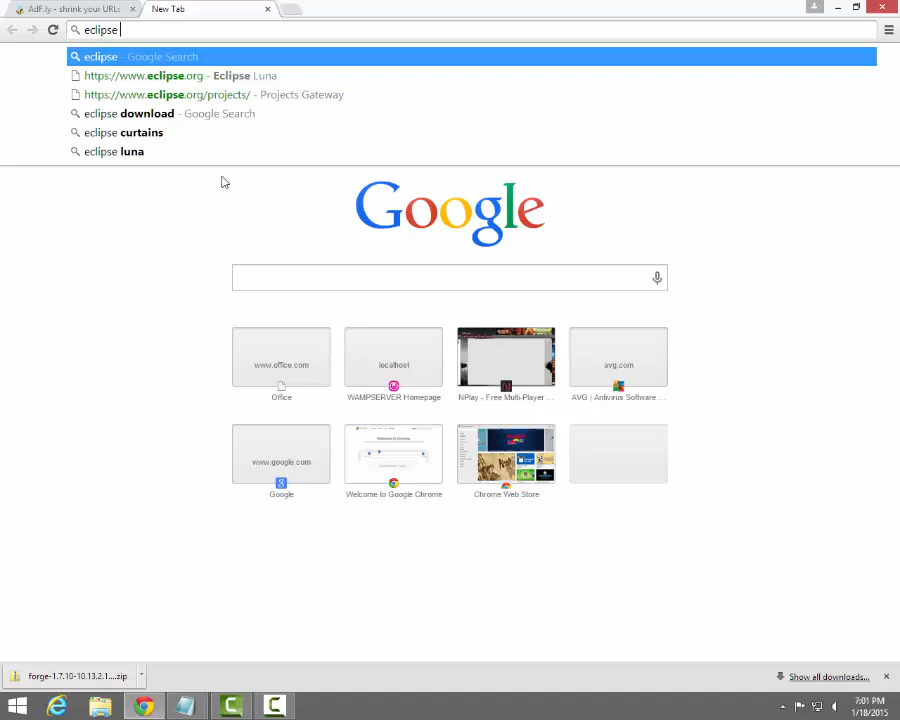 AdF.ly - shrink your URLs
New Tab
eclipse
eclipse - Google Search
https://www.eclipse.org - Eclipse Luna
https://www.eclipse.org/projects/ - Projects Gateway
eclipse download - Google Search
eclipse curtains
eclipse luna
Google
www.office.com
localhost
avg.com
Office
WAMPSERVER Homepage
NPlay - Free Multi-Player ...
AVG | Antivirus Software ...
www.google.com
Google
Welcome to Google Chrome
Chrome Web Store
forge-1.7.10-10.13.2.1....zip
Show all downloads...
7:01 PM
1/18/2015